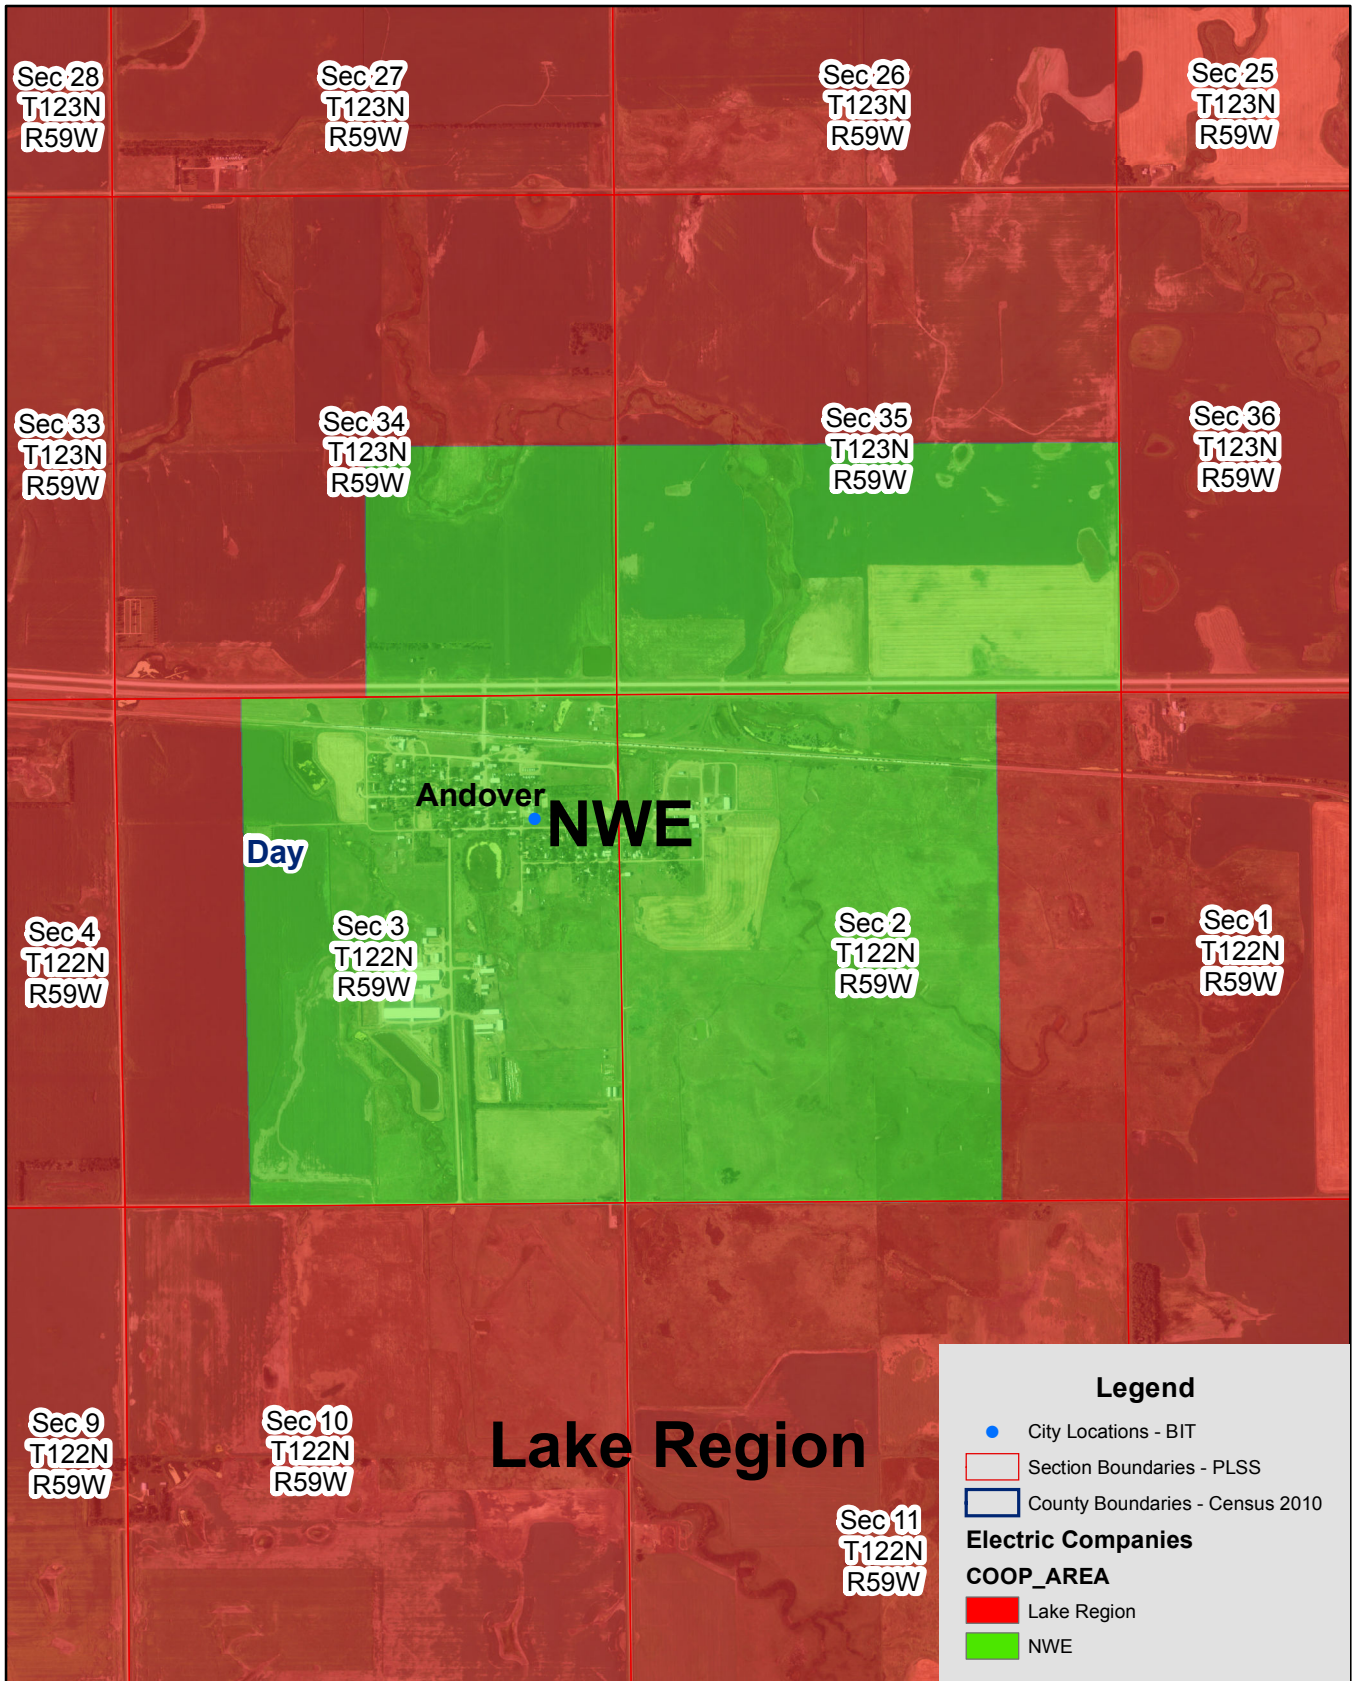 Sec 28
T123N
R59W
Sec 27
T123N
R59W
Sec 26
T123N
R59W
Sec 25
T123N
R59W
Sec 33
T123N
R59W
Sec 34
T123N
R59W
Sec 35
T123N
R59W
Sec 36
T123N
R59W
Andover
NWE
Day
Sec 4
T122N
R59W
Sec 3
T122N
R59W
Sec 2
T122N
R59W
Sec 1
T122N
R59W
Sec 9
T122N
R59W
Sec 10
T122N
R59W
Lake Region
Sec 11
T122N
R59W
Legend
City Locations - BIT
Section Boundaries - PLSS
County Boundaries - Census 2010
Electric Companies
COOP_AREA
Lake Region
NWE